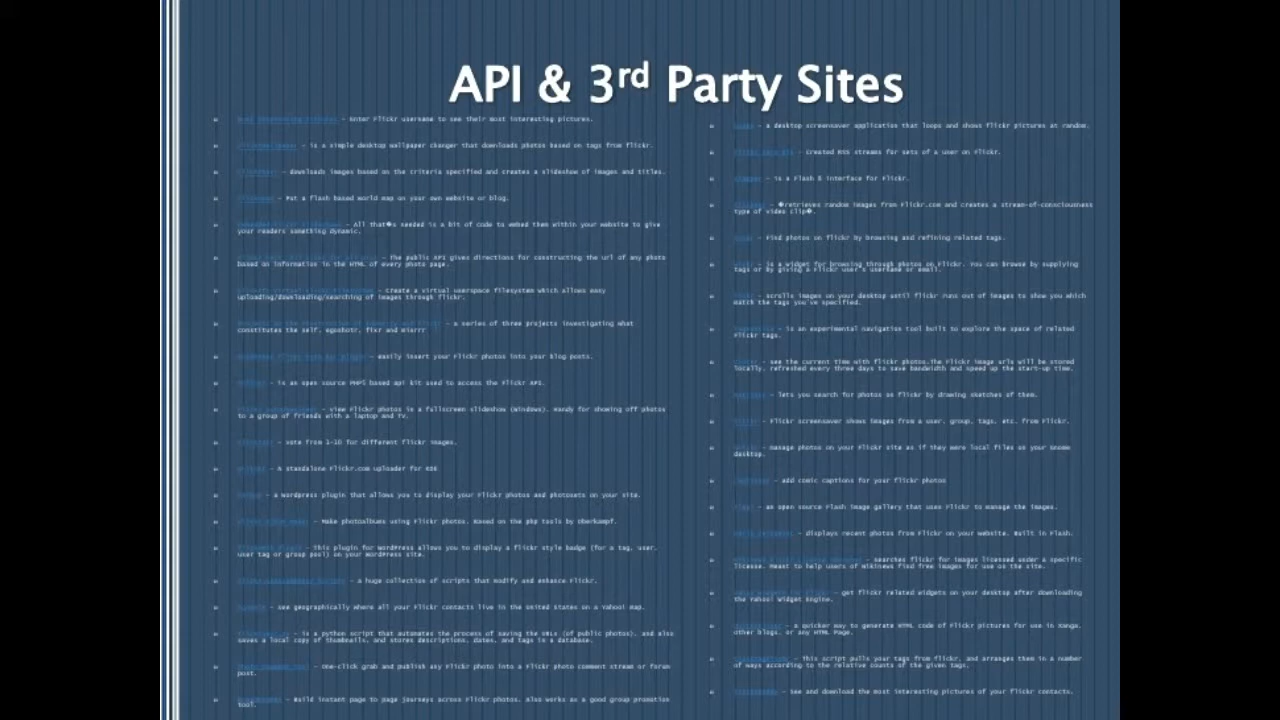 API & 3rd Party Sites
– Enter Flickr username to see their most interesting pictures.
– is a simple desktop wallpaper changer that downloads photos based on tags from flickr.
– downloads images based on the criteria specified and creates a slideshow of images and titles.
– Put a flash based world map on your own website or blog.
– All that�s needed is a bit of code to embed them within your website to give
your readers something dynamic.
– the public API gives directions for constructing the url of any photo
based on information in the HTML of every photo page.
– Create a virtual userspace filesystem which allows easy
uploading/downloading/searching of images through flickr.
– a series of three projects investigating what
constitutes the self. egoshots, fixr and
– easily insert your Flickr photos into your blog posts.
– is an open source PHP5 based api kit used to access the Flickr API.
– view Flickr photos in a fullscreen slideshow (Windows). Handy for showing off photos
to a group of friends with a laptop and TV.
– vote from 1-10 for different flickr images.
– A standalone Flickr.com uploader for KDE
– a wordpress plugin that allows you to display your Flickr photos and photosets on your site.
– Make photoalbums using Flickr photos. Based on the php tools by Oberkampf.
– This plugin for WordPress allows you to display a flickr style badge (for a tag, user,
user tag or group pool) on your WordPress site.
– a huge collection of scripts that modify and enhance Flickr.
– see geographically where all your Flickr contacts live in the United States on a Yahoo! map.
– is a python script that automates the process of saving the URLs (of public photos), and also
saves a local copy of thumbnails, and stores descriptions, dates, and tags in a database.
– One-click grab and publish any Flickr photo into a Flickr photo comment stream or forum
post.
– Build instant page to page journeys across Flickr photos. Also works as a good group promotion
tool.
– a desktop screensaver application that loops and shows flickr pictures at random.
– created RSS streams for sets of a user on Flickr.
– is a Flash 8 interface for Flickr.
– �retrieves random images from Flickr.com and creates a stream-of-consciousness
type of video clip�.
– Find photos on flickr by browsing and refining related tags.
– is a widget for browsing through photos on Flickr. You can browse by supplying
tags or by giving a Flickr user's username or email.
– scrolls images on your desktop until flickr runs out of images to show you which
match the tags you've specified.
– is an experimental navigation tool built to explore the space of related
Flickr tags.
– see the current time with flickr photos.The Flickr image urls will be stored
locally, refreshed every three days to save bandwidth and speed up the start-up time.
– lets you search for photos on flickr by drawing sketches of them.
– Flickr screensaver shows images from a user, group, tags, etc. from Flickr.
– manage photos on your Flickr site as if they were local files on your Gnome
desktop.
– add comic captions for your flickr photos
– an open source Flash image gallery that uses Flickr to manage the images.
– displays recent photos from Flickr on your website. Built in Flash.
– searches flickr for images licensed under a specific
license. Meant to help users of Wikinews find free images for use on the site.
– get flickr related widgets on your desktop after downloading
the Yahoo! Widget Engine.
– a quicker way to generate HTML code of Flickr pictures for use in Xanga,
other blogs, or any HTML Page.
– this script pulls your tags from flickr, and arranges them in a number
of ways according to the relative counts of the given tags.
– See and download the most interesting pictures of your flickr contacts.